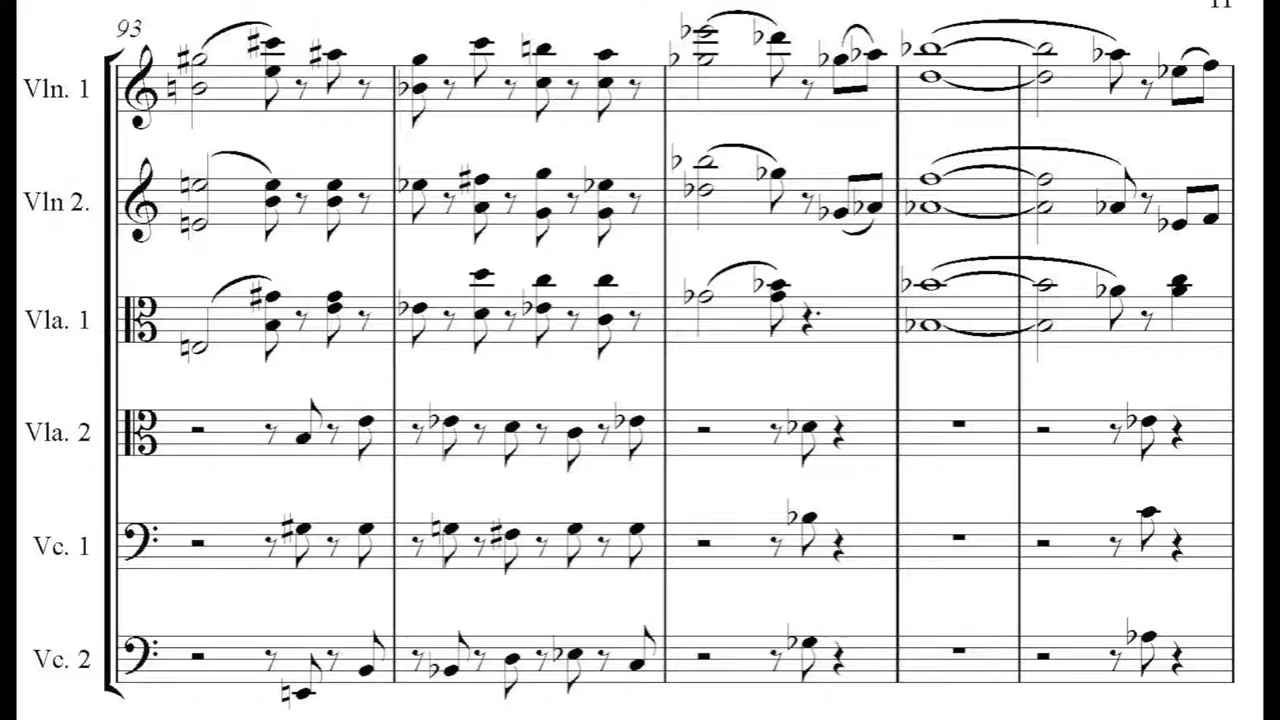 11
93
Vln. 1
Vln 2.
Vla. 1
Vla. 2
Vc. 1
Vc. 2